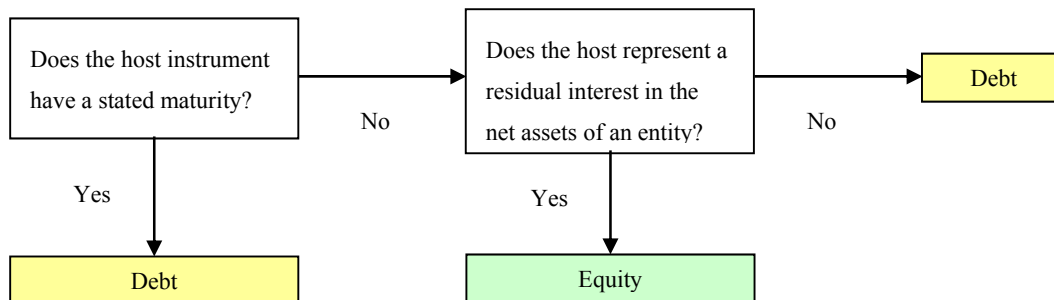 Does the host instrument
have a stated maturity?
No
Does the host represent a
residual interest in the
net assets of an entity?
No
Debt
Yes
Yes
Debt
Equity